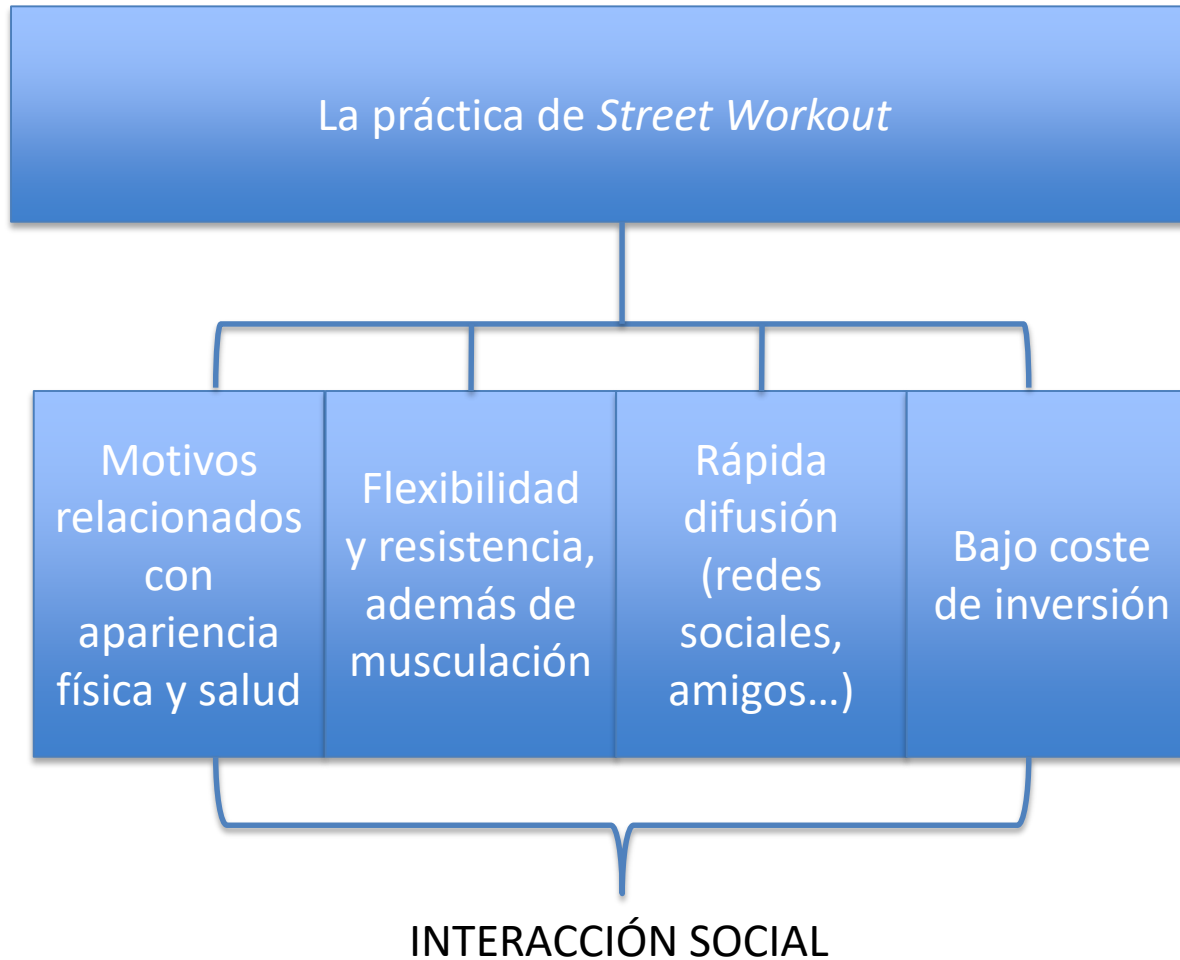 La práctica de Street Workout
Motivos
relacionados
con
apariencia
física y salud
Flexibilidad
y resistencia,
además de
musculación
Rápida
difusión
(redes
sociales,
amigos…)
Bajo coste
de inversión
INTERACCIÓN SOCIAL